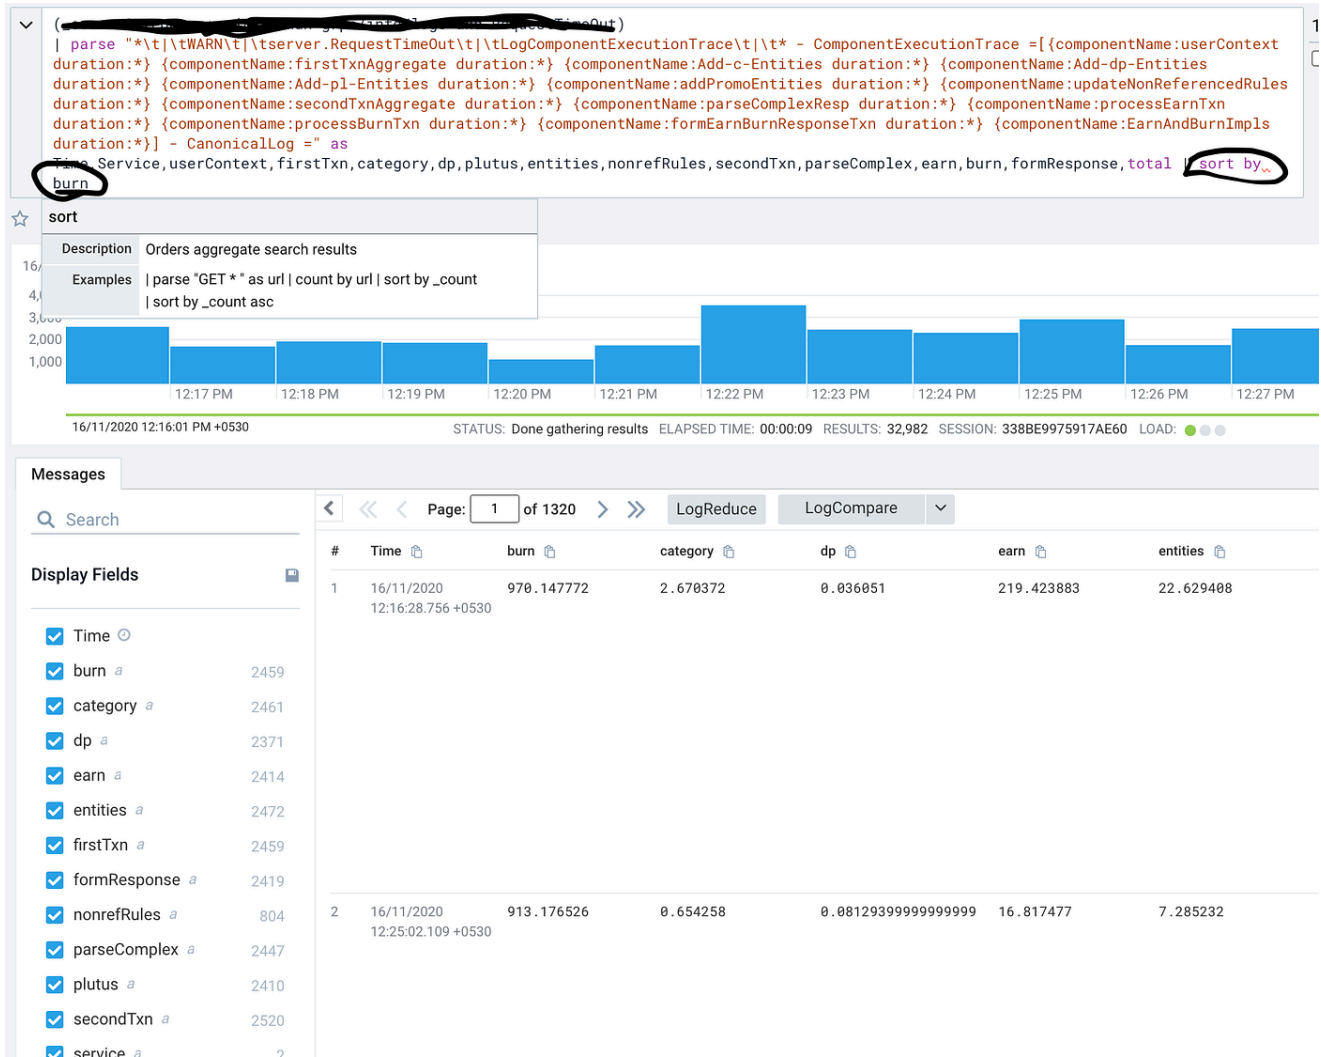 | parse "*\t|\tWARN\t|\tserver.RequestTimeOut\t|\tLogComponentExecutionTrace\t|\t* - ComponentExecutionTrace =[{componentName:userContext
duration:*} {componentName:firstTxnAggregate duration:*} {componentName:Add-c-Entities duration:*} {componentName:Add-dp-Entities
duration:*} {componentName:Add-pl-Entities duration:*} {componentName:addPromoEntities duration:*} {componentName:updateNonReferencedRules
duration:*} {componentName:secondTxnAggregate duration:*} {componentName:parseComplexResp duration:*} {componentName:processEarnTxn
duration:*} {componentName:processBurnTxn duration:*} {componentName:formEarnBurnResponseTxn duration:*} {componentName:EarnAndBurnImpls
duration:*}] - CanonicalLog =" as
Time,Service,userContext,firstTxn,category,dp,plutus,entities,nonrefRules,secondTxn,parseComplex,earn,burn,formResponse,total | sort by
burn
sort
Description Orders aggregate search results
Examples | parse "GET * " as url | count by url | sort by _count
| sort by _count asc
16/
4,
3,000
2,000
1,000
12:17 PM 12:18 PM 12:19 PM 12:20 PM 12:21 PM 12:22 PM 12:23 PM 12:24 PM 12:25 PM 12:26 PM 12:27 PM
16/11/2020 12:16:01 PM +0530 STATUS: Done gathering results ELAPSED TIME: 00:00:09 RESULTS: 32,982 SESSION: 338BE9975917AE60 LOAD:
Messages
Search
Display Fields
Time
burn a 2459
category a 2461
dp a 2371
earn a 2414
entities a 2472
firstTxn a 2459
formResponse a 2419
nonrefRules a 804
parseComplex a 2447
plutus a 2410
secondTxn a 2520
service a 2
Page: 1 of 1320 LogReduce LogCompare
# Time burn category dp earn entities
1 16/11/2020 970.147772 2.670372 0.036051 219.423883 22.629408
12:16:28.756 +0530
2 16/11/2020 913.176526 0.654258 0.08129399999999999 16.817477 7.285232
12:25:02.109 +0530